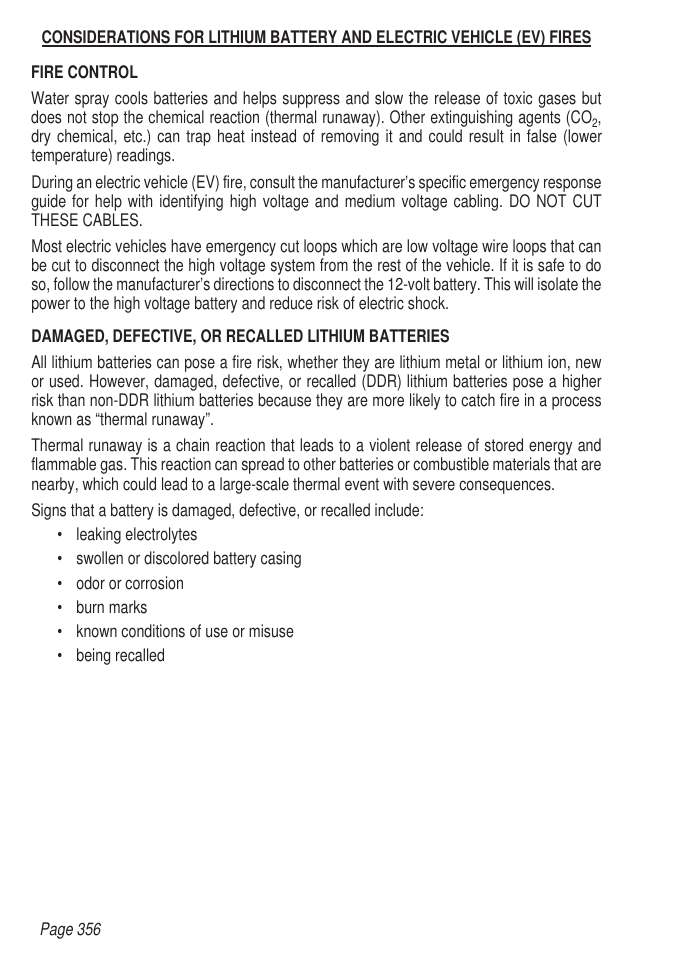 CONSIDERATIONS FOR LITHIUM BATTERY AND ELECTRIC VEHICLE (EV) FIRES
FIRE CONTROL
Water spray cools batteries and helps suppress and slow the release of toxic gases but
does not stop the chemical reaction (thermal runaway). Other extinguishing agents (CO₂,
dry chemical, etc.) can trap heat instead of removing it and could result in false (lower
temperature) readings.
During an electric vehicle (EV) fire, consult the manufacturer’s specific emergency response
guide for help with identifying high voltage and medium voltage cabling. DO NOT CUT
THESE CABLES.
Most electric vehicles have emergency cut loops which are low voltage wire loops that can
be cut to disconnect the high voltage system from the rest of the vehicle. If it is safe to do
so, follow the manufacturer’s directions to disconnect the 12-volt battery. This will isolate the
power to the high voltage battery and reduce risk of electric shock.
DAMAGED, DEFECTIVE, OR RECALLED LITHIUM BATTERIES
All lithium batteries can pose a fire risk, whether they are lithium metal or lithium ion, new
or used. However, damaged, defective, or recalled (DDR) lithium batteries pose a higher
risk than non-DDR lithium batteries because they are more likely to catch fire in a process
known as “thermal runaway”.
Thermal runaway is a chain reaction that leads to a violent release of stored energy and
flammable gas. This reaction can spread to other batteries or combustible materials that are
nearby, which could lead to a large-scale thermal event with severe consequences.
Signs that a battery is damaged, defective, or recalled include:
• leaking electrolytes
• swollen or discolored battery casing
• odor or corrosion
• burn marks
• known conditions of use or misuse
• being recalled
Page 356